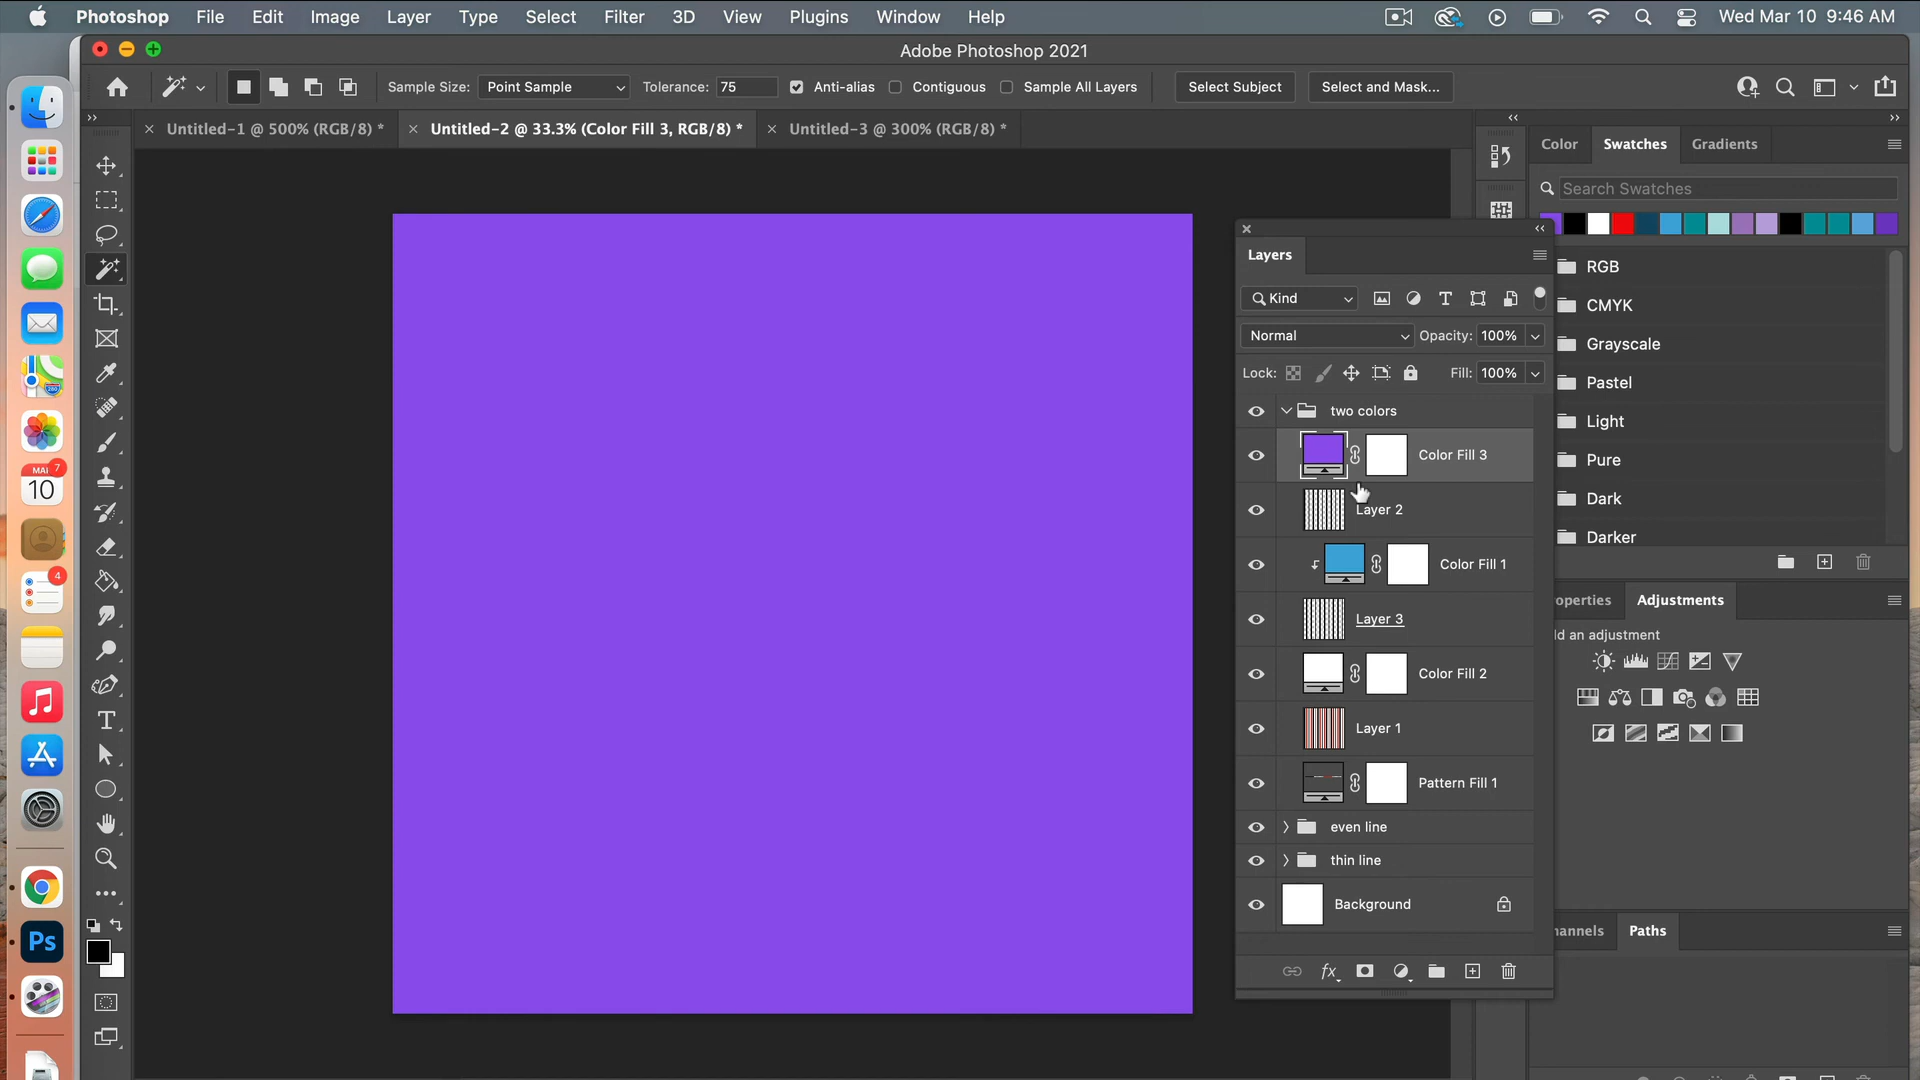 Photoshop File Edit Image Layer Type Select Filter 3D View Plugins Window Help Wed Mar 10 9:46 AM
Adobe Photoshop 2021
Sample Size: Point Sample Tolerance: 75 Anti-alias Contiguous Sample All Layers Select Subject Select and Mask...
Untitled-1 @ 500% (RGB/8) * Untitled-2 @ 33.3% (Color Fill 3, RGB/8) * Untitled-3 @ 300% (RGB/8) *
Color Swatches Gradients
Search Swatches
Layers
RGB
Kind
CMYK
Normal Opacity: 100%
Grayscale
Lock: Fill: 100%
Pastel
two colors
Light
Color Fill 3
Pure
7
10
Dark
Layer 2
Darker
Color Fill 1
4
operties Adjustments
Layer 3
ld an adjustment
Color Fill 2
Layer 1
Pattern Fill 1
even line
thin line
Background
hannels Paths
fx
Ps